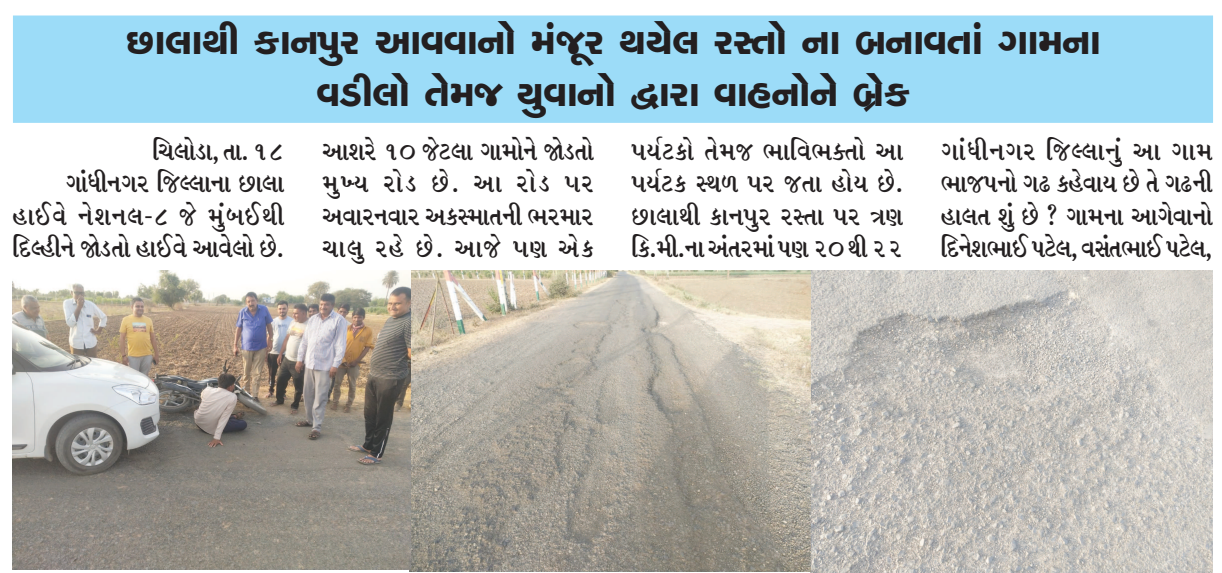 છાલાથી કાનપુર આવવાનો મંજૂર થયેલ રસ્તો ના બનાવતાં ગામના
વડીલો તેમજ યુવાનો દ્વારા વાહનોને બ્રેક
ચિલોડા, તા. ૧૮
ગાંધીનગર જિલ્લાના છાલા
હાઈવે નેશનલ-૮ જે મુંબઈથી
દિલ્હીને જોડતો હાઈવે આવેલો છે.
આશરે ૧૦ જેટલા ગામોને જોડતો
મુખ્ય રોડ છે. આ રોડ પર
અવારનવાર અકસ્માતની ભરમાર
ચાલુ રહે છે. આજે પણ એક
પર્યટકો તેમજ ભાવિભક્તો આ
પર્યટક સ્થળ પર જતા હોય છે.
છાલાથી કાનપુર રસ્તા પર ત્રણ
કિ.મી.ના અંતરમાં પણ ૨૦ થી ૨૨
ગાંધીનગર જિલ્લાનું આ ગામ
ભાજપનો ગઢ કહેવાય છે તે ગઢની
હાલત શું છે ? ગામના આગેવાનો
દિનેશભાઈ પટેલ, વસંતભાઈ પટેલ,